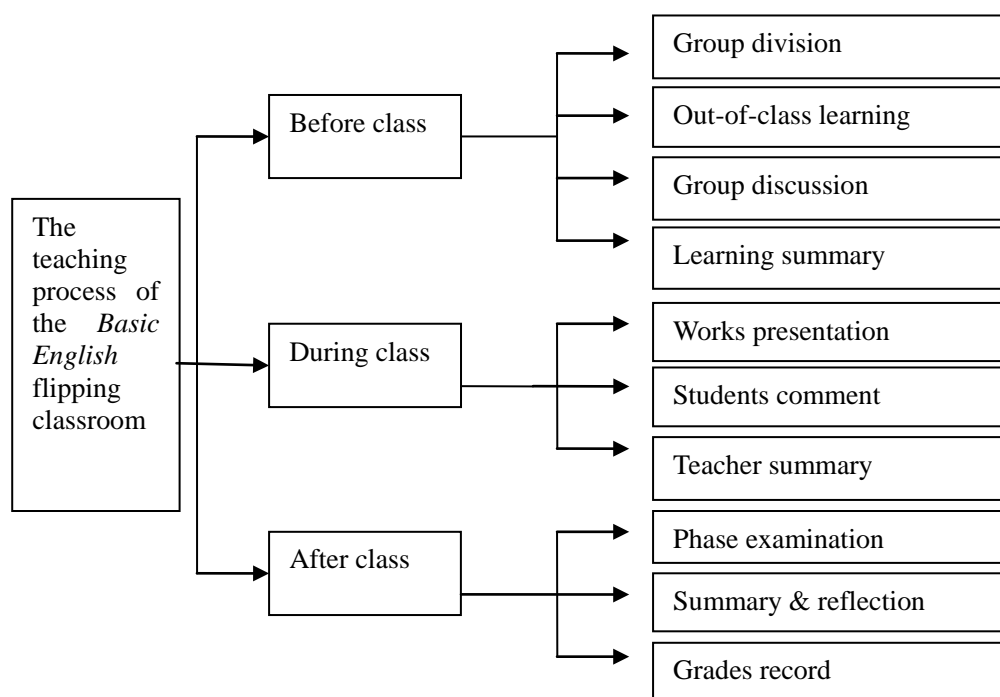 The
teaching
process of
the Basic
English
flipping
classroom
Before class
Group division
Out-of-class learning
Group discussion
Learning summary
During class
Works presentation
Students comment
Teacher summary
After class
Phase examination
Summary & reflection
Grades record